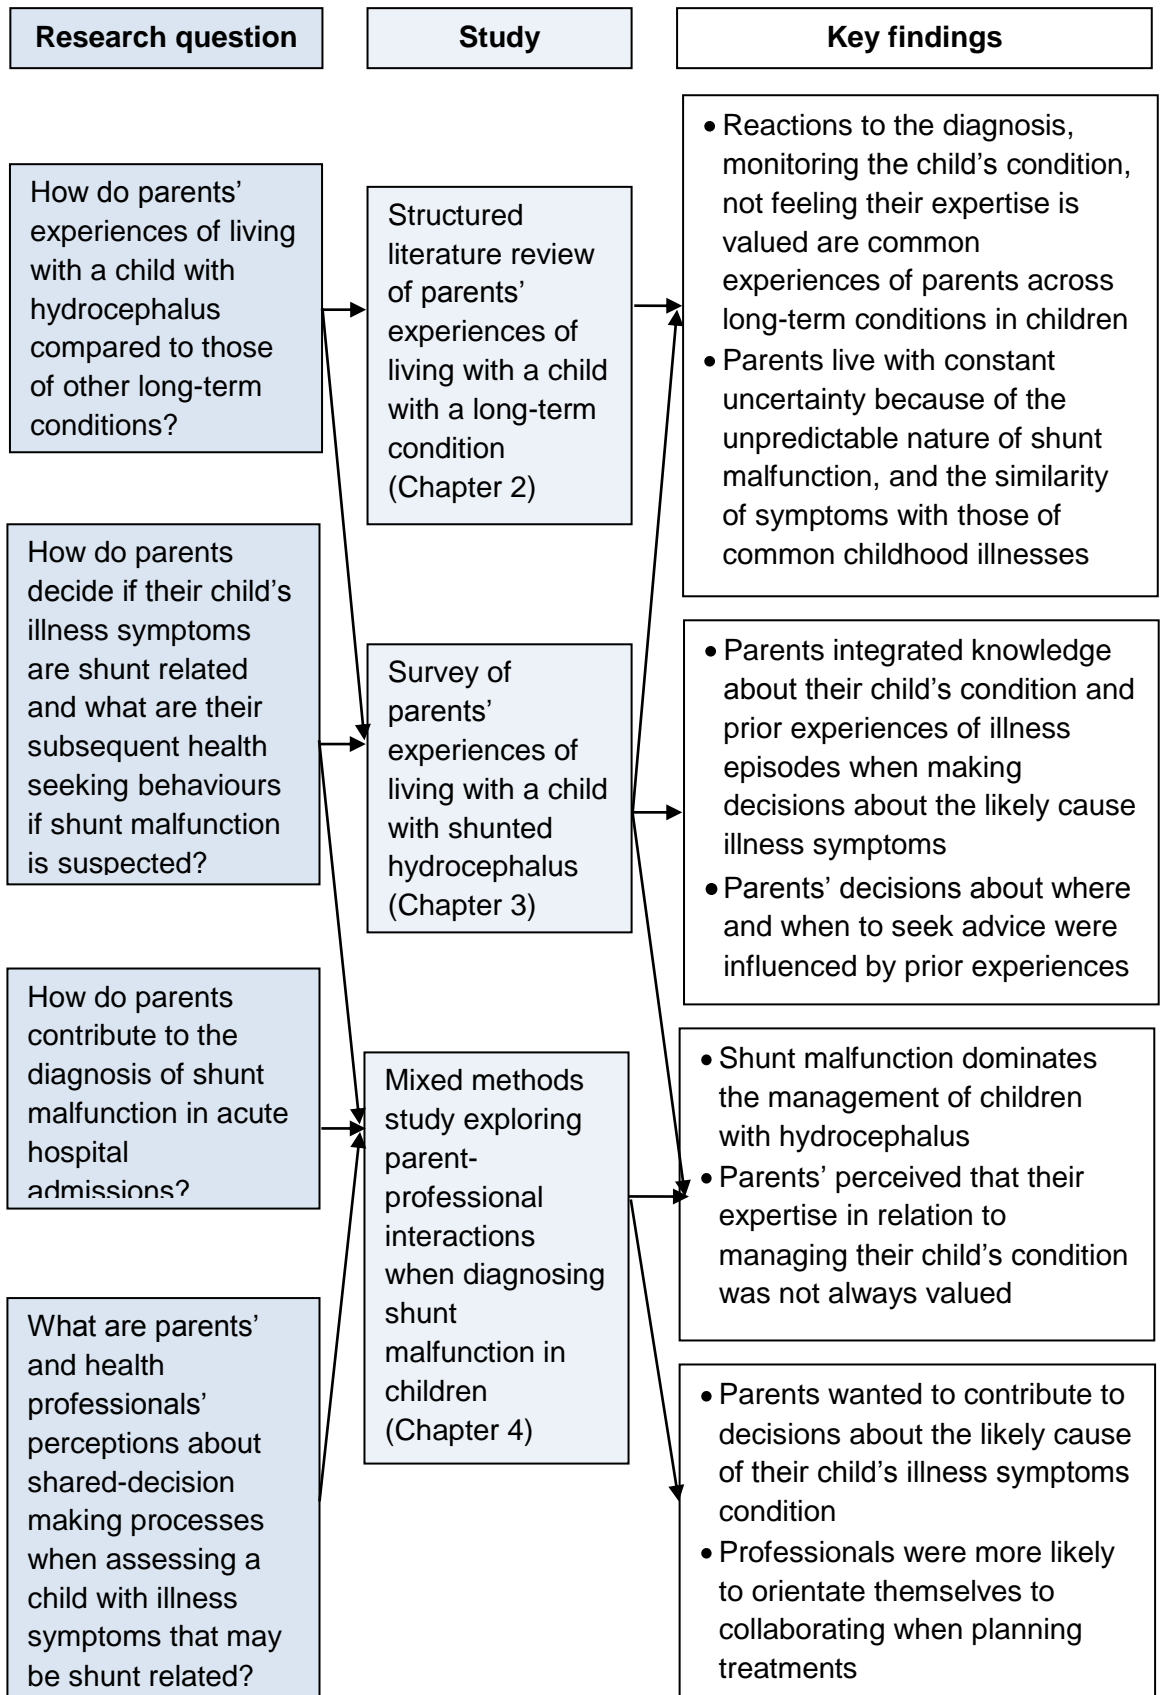 Research question
Study
Key findings
How do parents’
experiences of living
with a child with
hydrocephalus
compared to those
of other long-term
conditions?
How do parents
decide if their child’s
illness symptoms
are shunt related
and what are their
subsequent health
seeking behaviours
if shunt malfunction
is suspected?
How do parents
contribute to the
diagnosis of shunt
malfunction in acute
hospital
admissions?
What are parents’
and health
professionals’
perceptions about
shared-decision
making processes
when assessing a
child with illness
symptoms that may
be shunt related?
Structured
literature review
of parents’
experiences of
living with a child
with a long-term
condition
(Chapter 2)
Survey of
parents’
experiences of
living with a child
with shunted
hydrocephalus
(Chapter 3)
Mixed methods
study exploring
parent-
professional
interactions
when diagnosing
shunt
malfunction in
children
(Chapter 4)
• Reactions to the diagnosis,
monitoring the child’s condition,
not feeling their expertise is
valued are common
experiences of parents across
long-term conditions in children
• Parents live with constant
uncertainty because of the
unpredictable nature of shunt
malfunction, and the similarity
of symptoms with those of
common childhood illnesses
• Parents integrated knowledge
about their child’s condition and
prior experiences of illness
episodes when making
decisions about the likely cause
illness symptoms
• Parents’ decisions about where
and when to seek advice were
influenced by prior experiences
• Shunt malfunction dominates
the management of children
with hydrocephalus
• Parents’ perceived that their
expertise in relation to
managing their child’s condition
was not always valued
• Parents wanted to contribute to
decisions about the likely cause
of their child’s illness symptoms
condition
• Professionals were more likely
to orientate themselves to
collaborating when planning
treatments